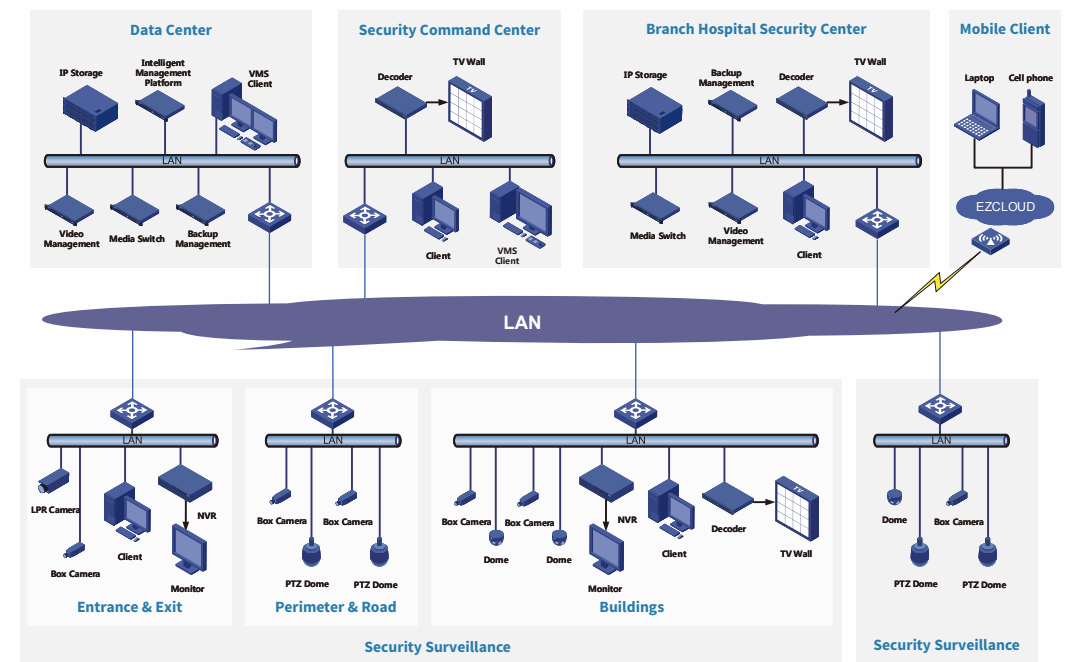 Data Center
IP Storage
Intelligent
Management
Platform
VMS
Client
LAN
Video
Management
Media Switch
Backup
Management
Security Command Center
Decoder
TV Wall
TV
LAN
Client
VMS
Client
Branch Hospital Security Center
IP Storage
Backup
Management
Decoder
TV Wall
TV
LAN
Media Switch
Video
Management
Client
Mobile Client
Laptop
Cell phone
EZCLOUD
LAN
LAN
LPR Camera
Box Camera
Client
NVR
Monitor
Entrance & Exit
LAN
Box Camera
Box Camera
PTZ Dome
PTZ Dome
Perimeter & Road
LAN
Box Camera
Box Camera
Dome
Dome
NVR
Monitor
Client
Decoder
TV
TV Wall
Buildings
Security Surveillance
LAN
Dome
Box Camera
PTZ Dome
PTZ Dome
Security Surveillance